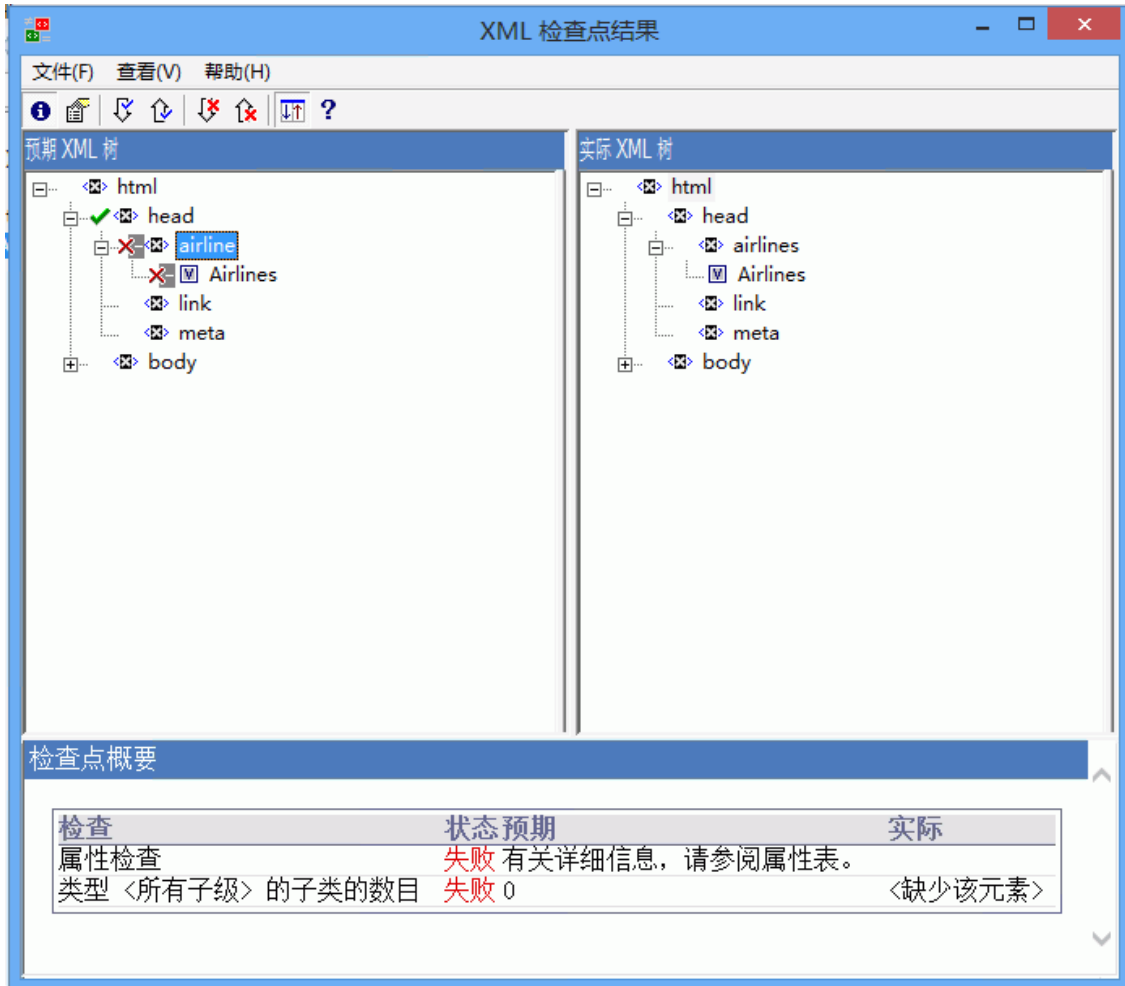 XML 检查点结果
文件(F) 查看(V) 帮助(H)
预期 XML 树
html
head
airline
Airlines
link
meta
body
实际 XML 树
html
head
airlines
Airlines
link
meta
body
检查点概要
检查 状态 预期 实际
属性检查 失败 有关详细信息，请参阅属性表。
类型 <所有子级> 的子类的数目 失败 0 <缺少该元素>